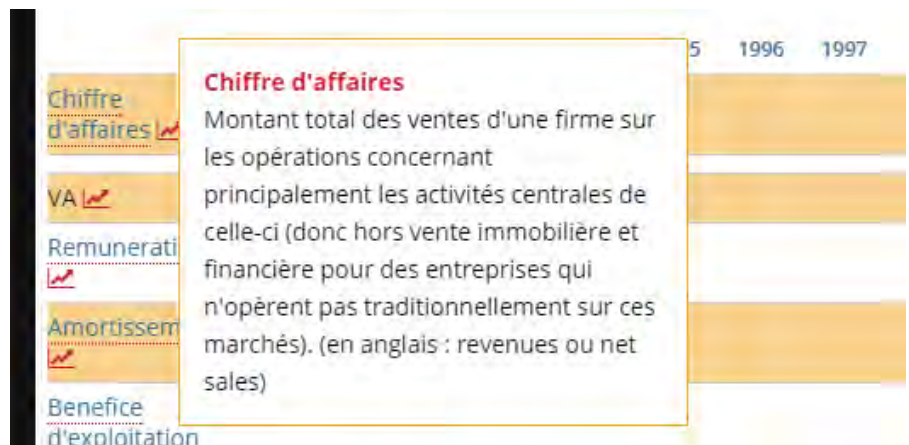 5 1996 1997
Chiffre
d'affaires
VA
Remunerati
Amortissem
Benefice
d'exploitation
Chiffre d'affaires
Montant total des ventes d'une firme sur
les opérations concernant
principalement les activités centrales de
celle-ci (donc hors vente immobilière et
financière pour des entreprises qui
n'opèrent pas traditionnellement sur ces
marchés). (en anglais : revenues ou net
sales)